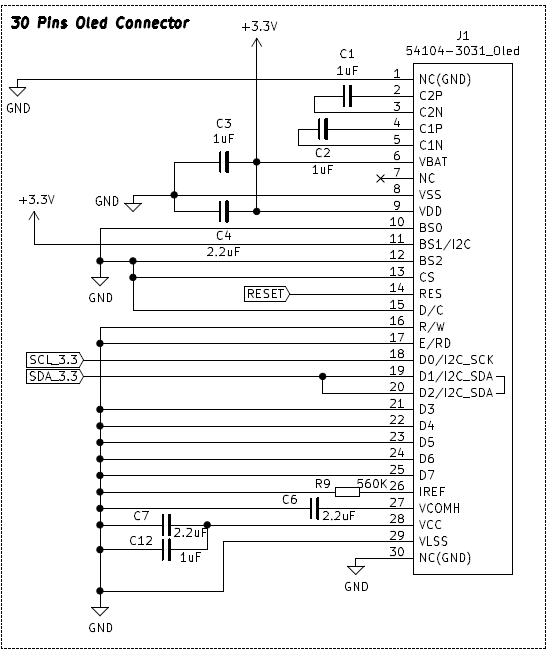 30 Pins Oled Connector
+3.3V
J1
54104-3031_Oled
C1
1uF
1 NC(GND)
GND
2 C2P
3 C2N
C3
1uF
4 C1P
5 C1N
C2
1uF
6 VBAT
7 NC
+3.3V
GND
8 VSS
9 VDD
C4
2.2uF
10 BS0
11 BS1/I2C
12 BS2
13 CS
GND
RESET
14 RES
15 D/C
16 R/W
17 E/RD
SCL_3.3
18 D0/I2C_SCK
SDA_3.3
19 D1/I2C_SDA
20 D2/I2C_SDA
21 D3
22 D4
23 D5
24 D6
25 D7
R9 560K
26 IREF
C6
2.2uF
27 VCOMH
C7
2.2uF
28 VCC
C12
1uF
29 VLSS
30 NC(GND)
GND
GND